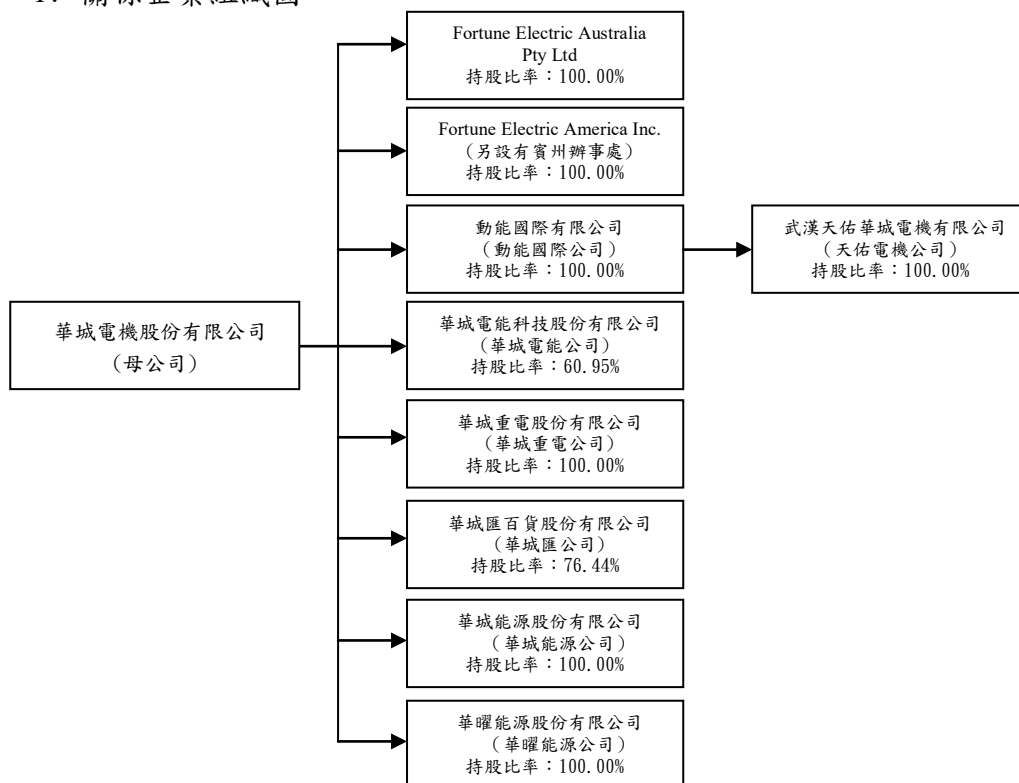 1. 關係企業組織圖
Fortune Electric Australia
Pty Ltd
持股比率：100.00%
Fortune Electric America Inc.
(另設有賓州辦事處)
持股比率：100.00%
動能國際有限公司
(動能國際公司)
持股比率：100.00%
武漢天佑華城電機有限公司
(天佑電機公司)
持股比率：100.00%
華城電機股份有限公司
(母公司)
華城電能科技股份有限公司
(華城電能公司)
持股比率：60.95%
華城重電股份有限公司
(華城重電公司)
持股比率：100.00%
華城匯百貨股份有限公司
(華城匯公司)
持股比率：76.44%
華城能源股份有限公司
(華城能源公司)
持股比率：100.00%
華曜能源股份有限公司
(華曜能源公司)
持股比率：100.00%